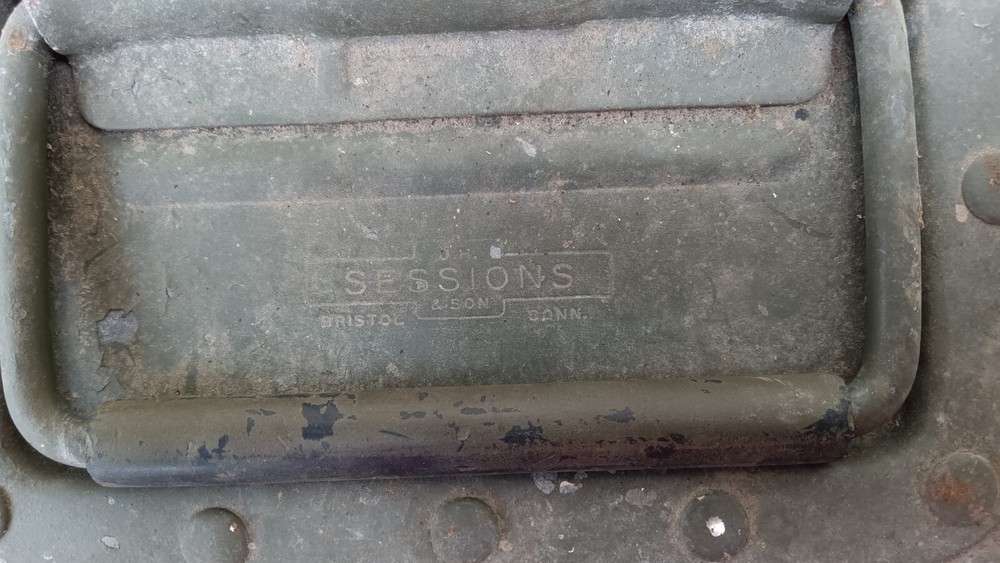 J.H.
SESSIONS
& SON
BRISTOL CONN.